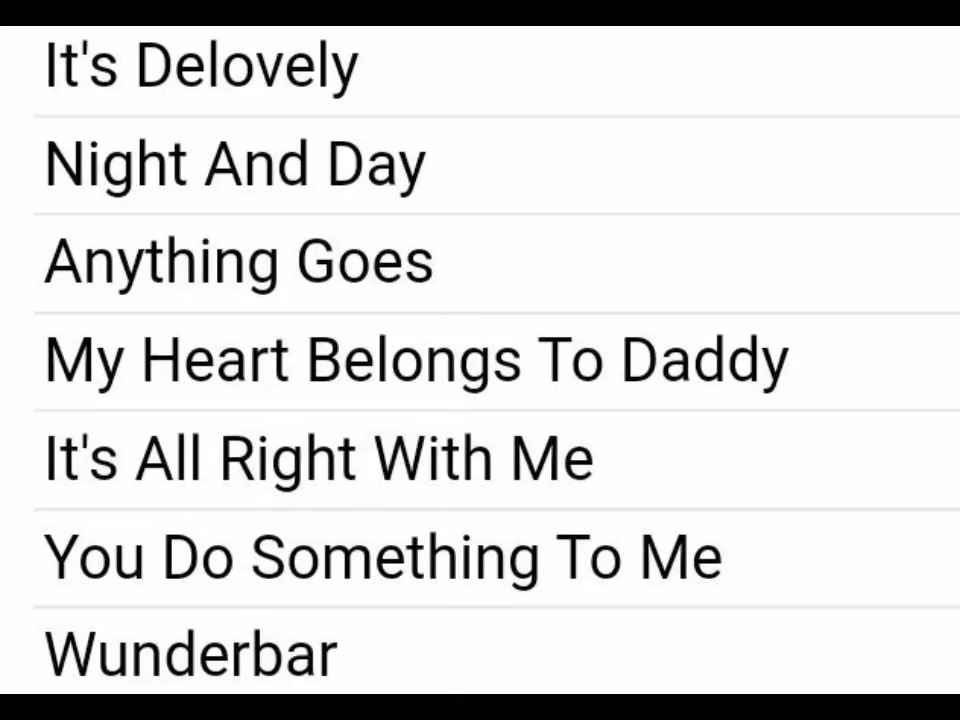 It's Delovely
Night And Day
Anything Goes
My Heart Belongs To Daddy
It's All Right With Me
You Do Something To Me
Wunderbar